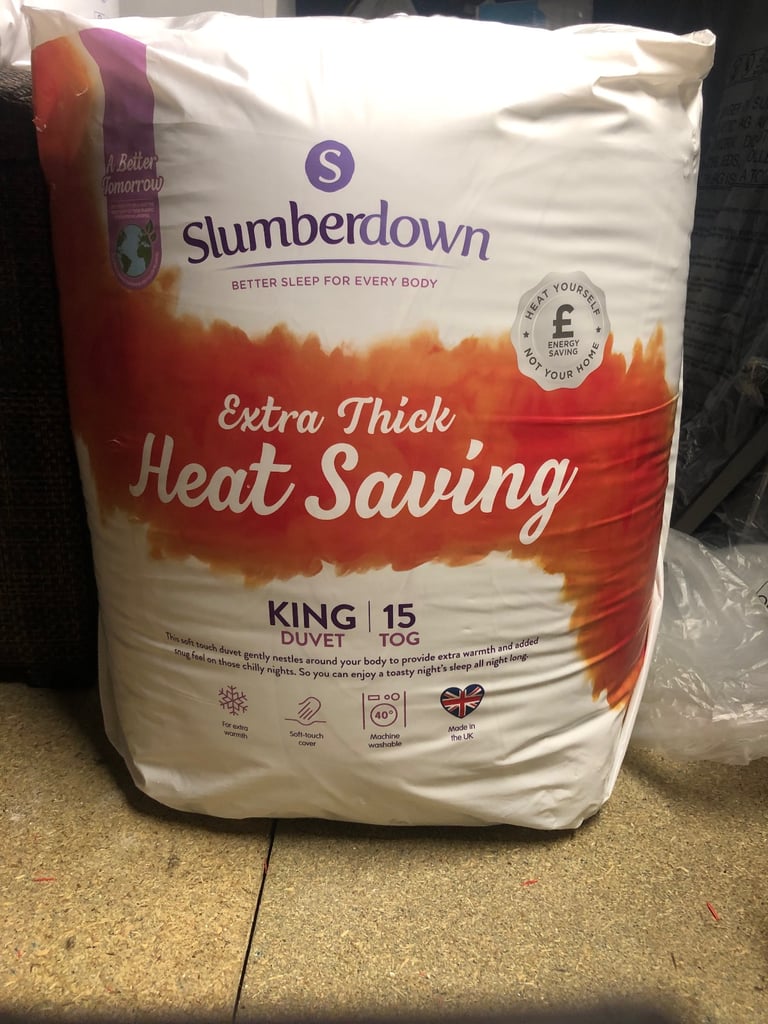 A Better
Tomorrow
S
Slumberdown
BETTER SLEEP FOR EVERY BODY
HEAT YOURSELF
£
ENERGY
SAVING
NOT YOUR HOME
Extra Thick
Heat Saving
KING | 15
DUVET TOG
This soft touch duvet gently nestles around your body to provide extra warmth and added
snug feel on those chilly nights. So you can enjoy a toasty night's sleep all night long.
For extra
warmth
Soft-touch
cover
40°
Machine
washable
Made in
the UK